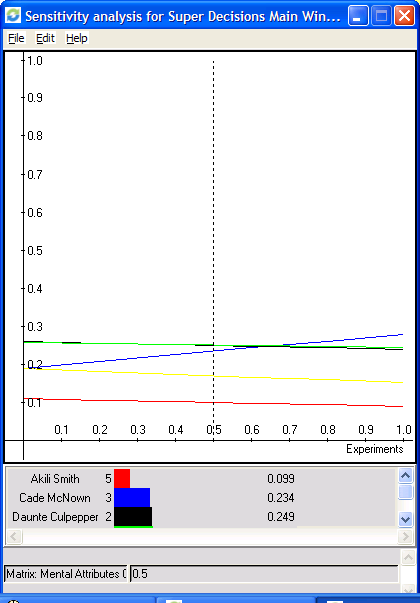 Sensitivity analysis for Super Decisions Main Win...
File Edit Help
1.0
0.9
0.8
0.7
0.6
0.5
0.4
0.3
0.2
0.1
0.1 0.2 0.3 0.4 0.5 0.6 0.7 0.8 0.9 1.0
Experiments
Akili Smith 5 0.099
Cade McNown 3 0.234
Daunte Culpepper 2 0.249
Matrix: Mental Attributes 0.5